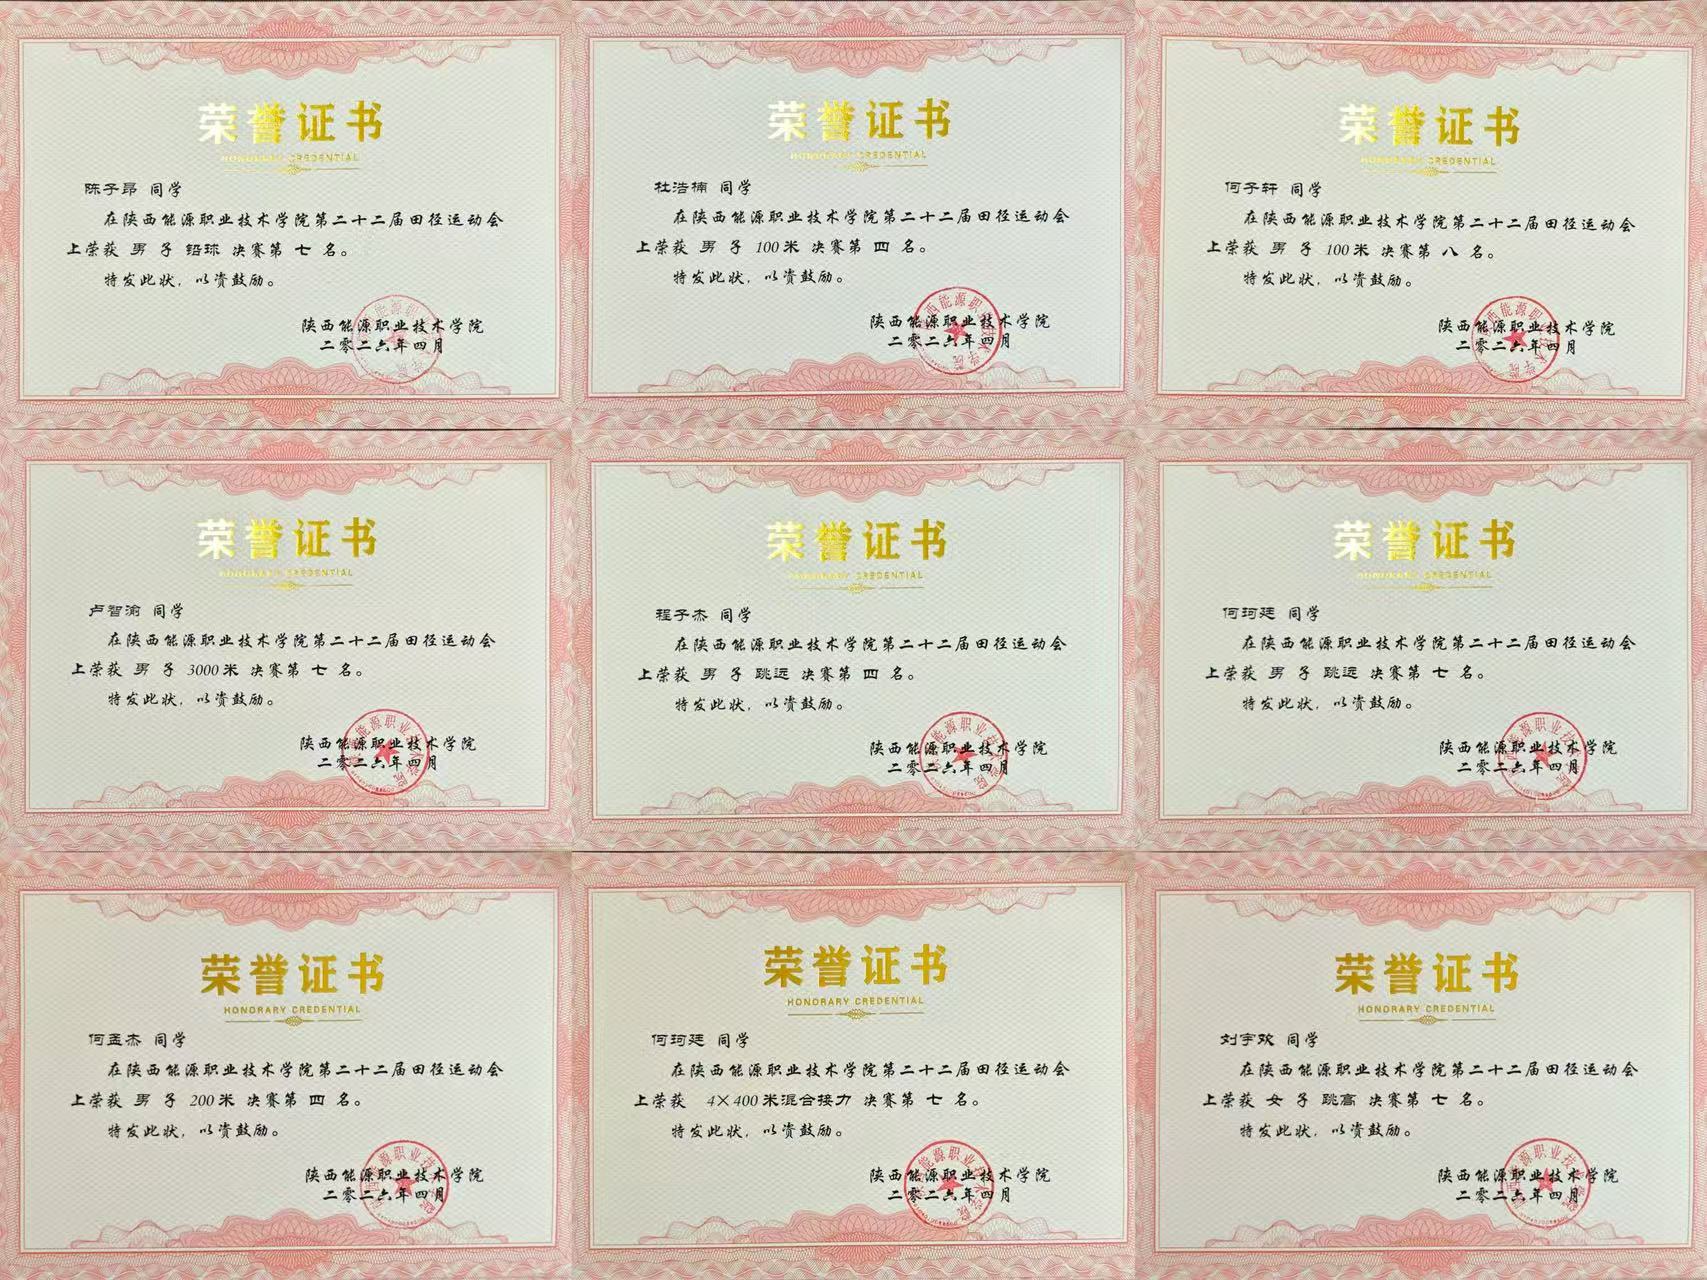 荣誉证书
HONORARY CREDENTIAL
陈子昂 同学
在陕西能源职业技术学院第二十二届田径运动会
上荣获 男 子 铅球 决赛第 七 名。
特发此状，以资鼓励。
陕西能源职业技术学院
二零二六年四月
荣誉证书
HONORARY CREDENTIAL
杜浩楠 同学
在陕西能源职业技术学院第二十二届田径运动会
上荣获 男 子 100米 决赛第 四 名。
特发此状，以资鼓励。
陕西能源职业技术学院
二零二六年四月
荣誉证书
HONORARY CREDENTIAL
何子轩 同学
在陕西能源职业技术学院第二十二届田径运动会
上荣获 男 子 100米 决赛第 八 名。
特发此状，以资鼓励。
陕西能源职业技术学院
二零二六年四月
荣誉证书
HONORARY CREDENTIAL
卢智渝 同学
在陕西能源职业技术学院第二十二届田径运动会
上荣获 男 子 3000米 决赛第 七 名。
特发此状，以资鼓励。
陕西能源职业技术学院
二零二六年四月
荣誉证书
HONORARY CREDENTIAL
程子杰 同学
在陕西能源职业技术学院第二十二届田径运动会
上荣获 男 子 跳远 决赛第 四 名。
特发此状，以资鼓励。
陕西能源职业技术学院
二零二六年四月
荣誉证书
HONORARY CREDENTIAL
何珂廷 同学
在陕西能源职业技术学院第二十二届田径运动会
上荣获 男 子 跳远 决赛第 七 名。
特发此状，以资鼓励。
陕西能源职业技术学院
二零二六年四月
荣誉证书
HONORARY CREDENTIAL
何孟杰 同学
在陕西能源职业技术学院第二十二届田径运动会
上荣获 男 子 200米 决赛第 四 名。
特发此状，以资鼓励。
陕西能源职业技术学院
二零二六年四月
荣誉证书
HONORARY CREDENTIAL
何珂廷 同学
在陕西能源职业技术学院第二十二届田径运动会
上荣获 4×400米混合接力 决赛第 七 名。
特发此状，以资鼓励。
陕西能源职业技术学院
二零二六年四月
荣誉证书
HONORARY CREDENTIAL
刘宇欢 同学
在陕西能源职业技术学院第二十二届田径运动会
上荣获 女 子 跳高 决赛第 七 名。
特发此状，以资鼓励。
陕西能源职业技术学院
二零二六年四月